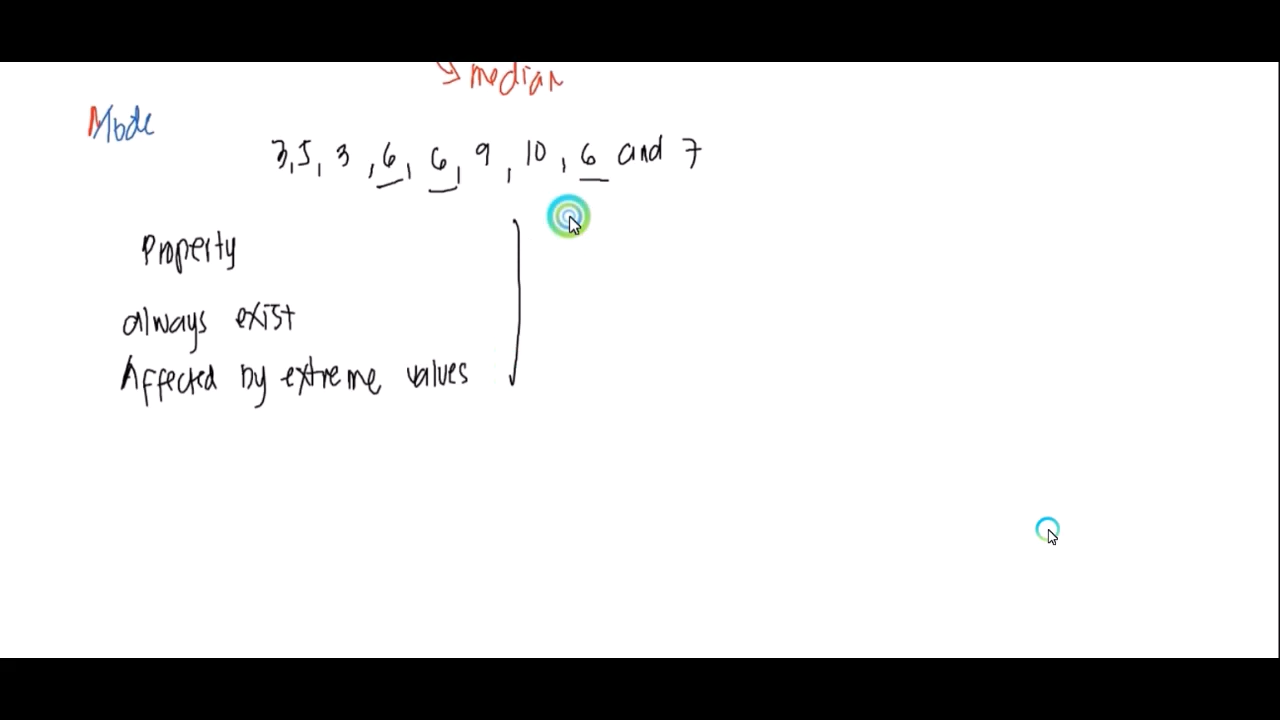 median
Mode
3, 5, 3, 6, 6, 9, 10, 6 and 7
Property
always exist
Affected by extreme values